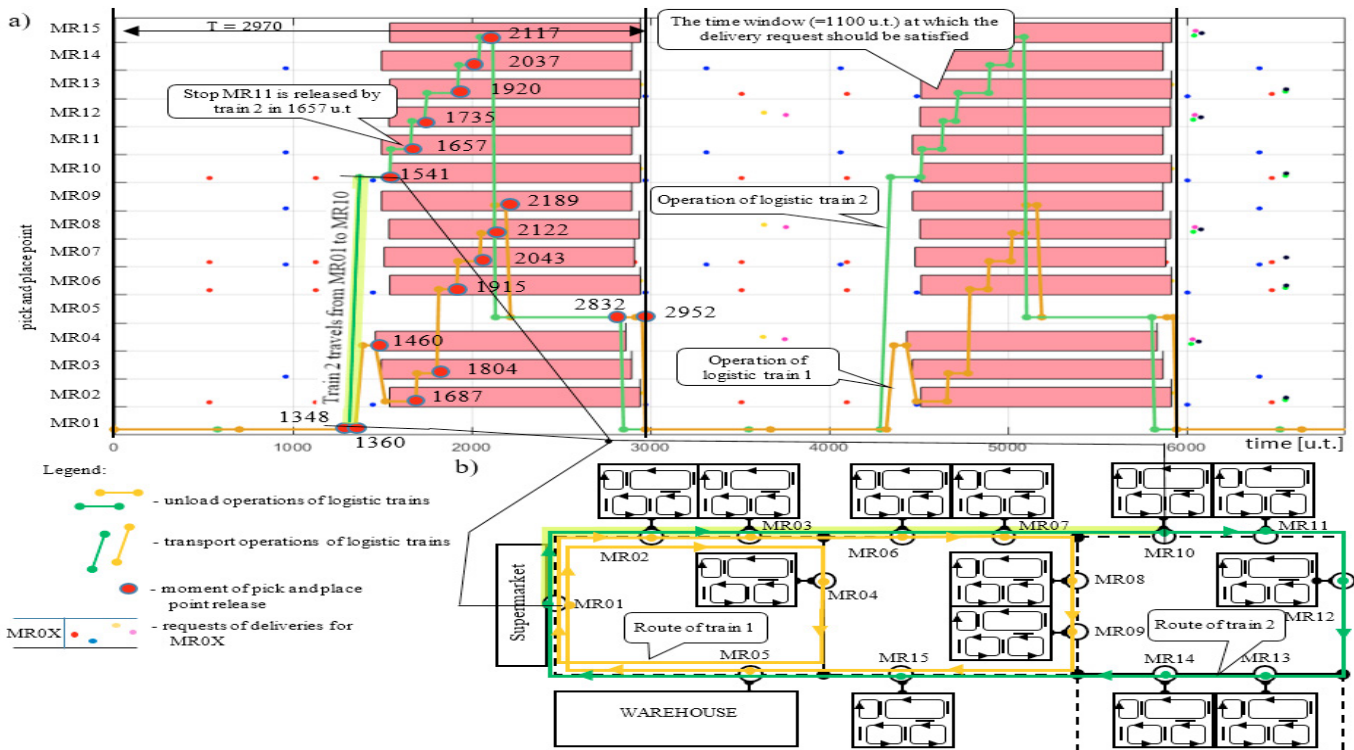 a)
T = 2970
The time window (=1100 u.t.) at which the
delivery request should be satisfied
Stop MR11 is released by
train 2 in 1657 u.t
pick and place point
MR15
MR14
MR13
MR12
MR11
MR10
MR09
MR08
MR07
MR06
MR05
MR04
MR03
MR02
MR01
2117
2037
1920
1735
1657
1541
2189
2122
2043
1915
2832
2952
1460
1804
1687
1348
1360
Train 2 travels from MR01 to MR10
Operation of logistic train 2
Operation of
logistic train 1
0
1000
2000
3000
4000
5000
6000
time [u.t.]
b)
Legend:
- unload operations of logistic trains
- transport operations of logistic trains
- moment of pick and place
point release
MR0X
- requests of deliveries for
MR0X
Supermarket
MR01
MR02
MR03
MR06
MR07
MR10
MR11
MR04
MR08
MR09
MR12
Route of train 1
Route of train 2
MR05
MR15
MR14
MR13
WAREHOUSE